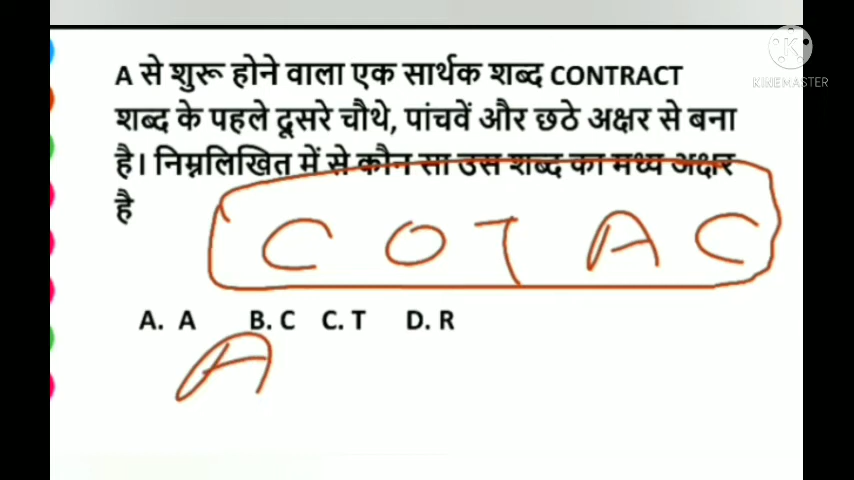 KINEMASTER
A से शुरू होने वाला एक सार्थक शब्द CONTRACT
शब्द के पहले दूसरे चौथे, पांचवें और छठे अक्षर से बना
है। निम्नलिखित में से कौन सा उस शब्द का मध्य अक्षर
है
C O T A C
A. A B. C C. T D. R
A